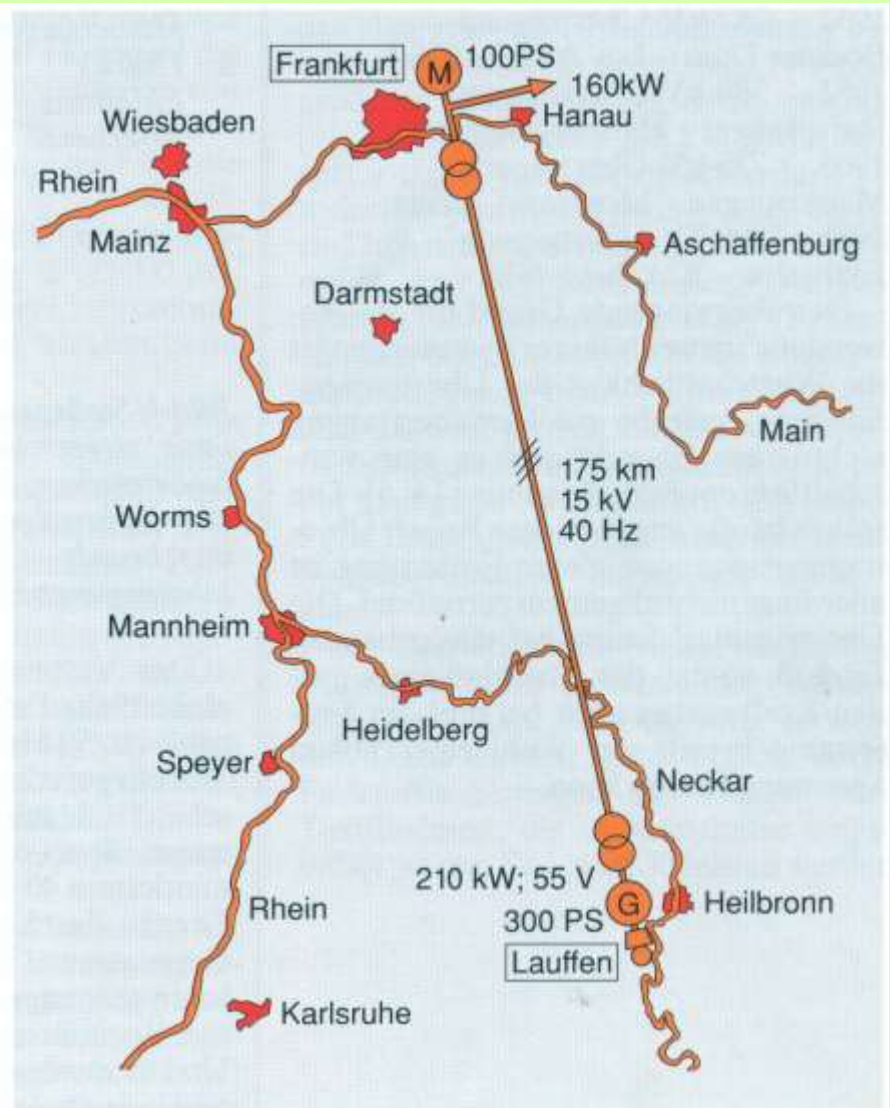 Frankfurt
M
100PS
160kW
Hanau
Wiesbaden
Rhein
Mainz
Aschaffenburg
Darmstadt
Main
175 km
15 kV
40 Hz
Worms
Mannheim
Heidelberg
Speyer
Neckar
210 kW; 55 V
G
Heilbronn
300 PS
Rhein
Lauffen
Karlsruhe